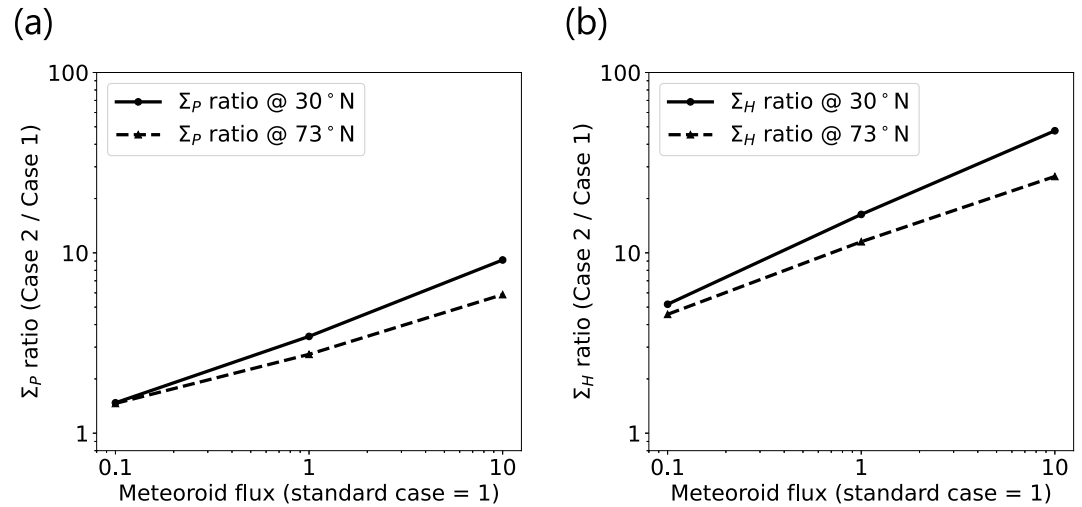 (a)
100
10
1
Σ_P ratio (Case 2 / Case 1)
Σ_P ratio @ 30°N
Σ_P ratio @ 73°N
0.1 1 10
Meteoroid flux (standard case = 1)
(b)
100
10
1
Σ_H ratio (Case 2 / Case 1)
Σ_H ratio @ 30°N
Σ_H ratio @ 73°N
0.1 1 10
Meteoroid flux (standard case = 1)